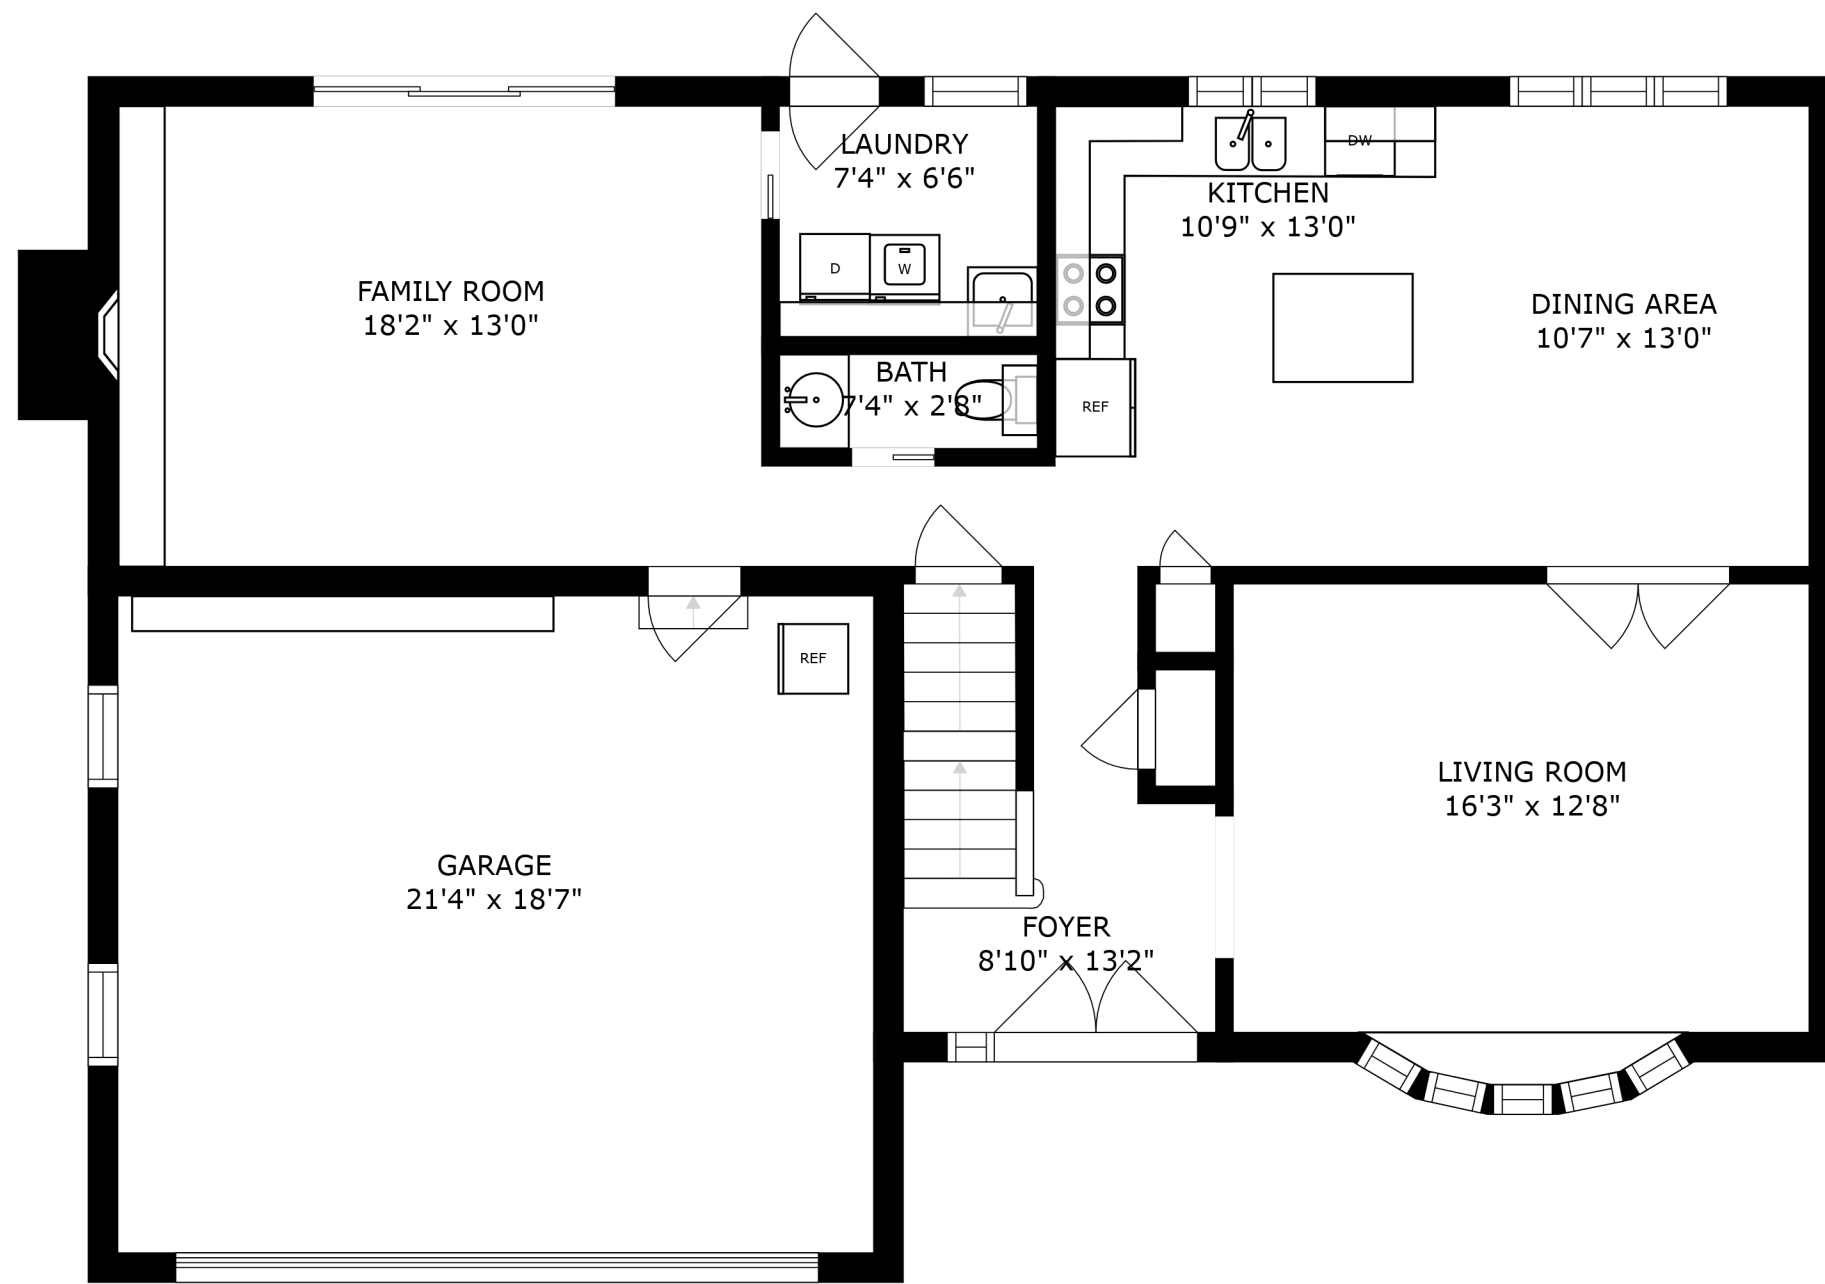 LAUNDRY
7'4" x 6'6"
DW
KITCHEN
10'9" x 13'0"
D
W
FAMILY ROOM
18'2" x 13'0"
DINING AREA
10'7" x 13'0"
BATH
7'4" x 2'8"
REF
REF
LIVING ROOM
16'3" x 12'8"
GARAGE
21'4" x 18'7"
FOYER
8'10" x 13'2"